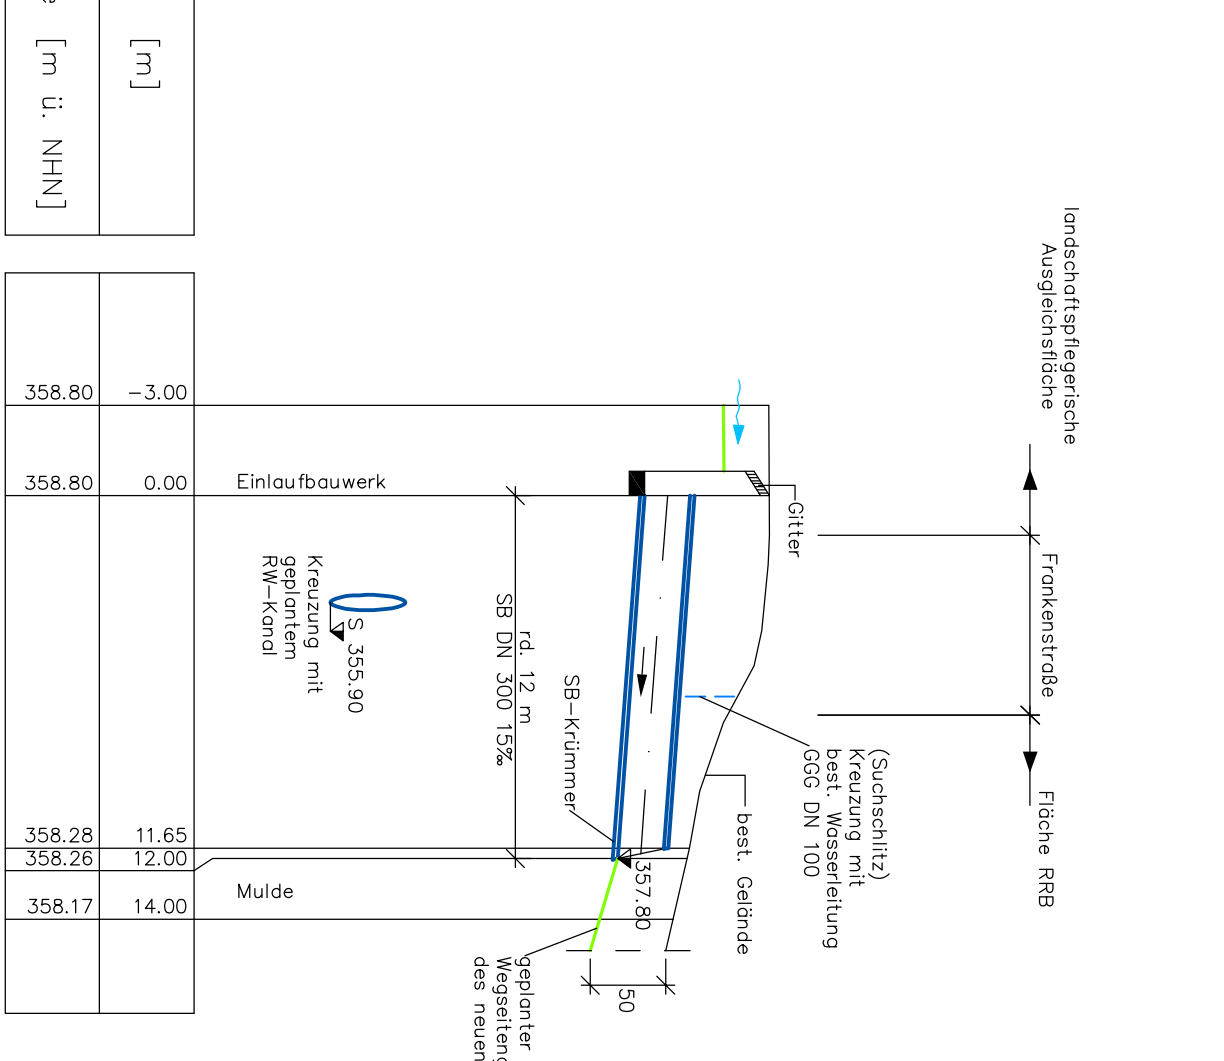 [m]
[m ü. NHN]
landschaftspflegerische
Ausgleichsfläche
Frankenstraße
Fläche RRB
Gitter
(Suchschlitz)
Kreuzung mit
best. Wasserleitung
GGG DN 100
best. Gelände
358.80 -3.00
358.80 0.00 Einlaufbauwerk
Kreuzung mit
geplantem
RW-Kanal
S 355.90
rd. 12 m
SB DN 300 15‰
SB-Krümmer
357.80
358.28 11.65
358.26 12.00
Mulde
358.17 14.00
50
geplanter
des neuen